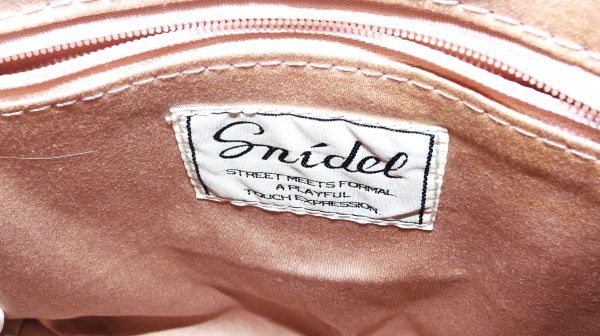 Snidel
STREET MEETS FORMAL
A PLAYFUL
TOUCH EXPRESSION